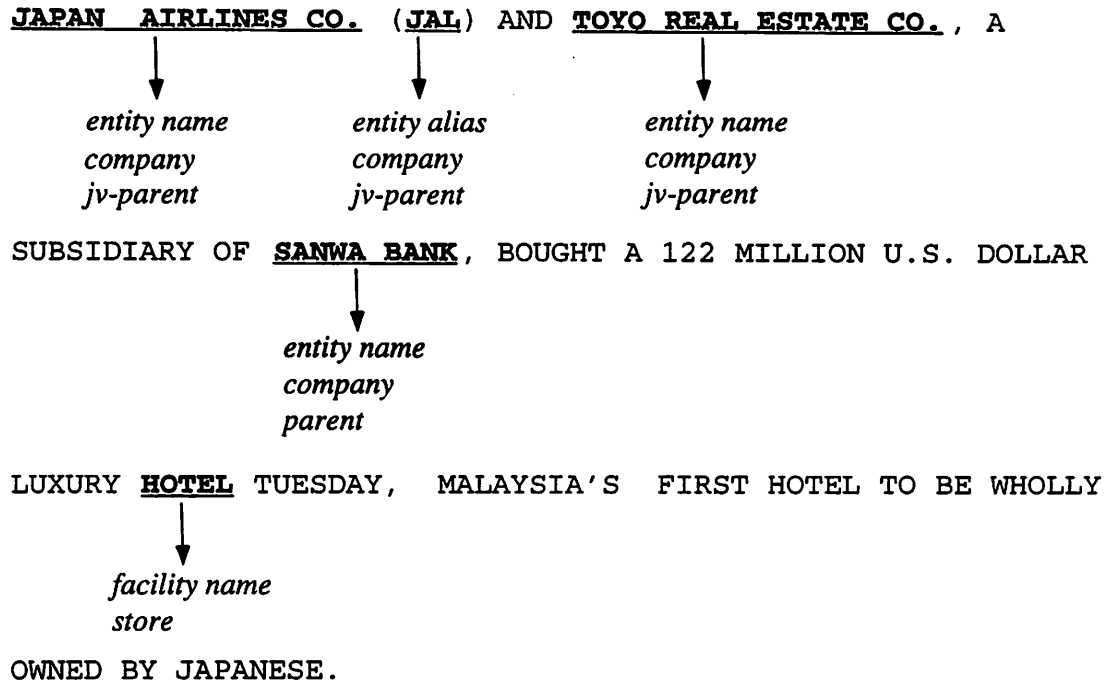 JAPAN AIRLINES CO. (JAL) AND TOYO REAL ESTATE CO., A
entity name entity alias entity name
company company company
jv-parent jv-parent jv-parent
SUBSIDIARY OF SANWA BANK, BOUGHT A 122 MILLION U.S. DOLLAR
entity name
company
parent
LUXURY HOTEL TUESDAY, MALAYSIA'S FIRST HOTEL TO BE WHOLLY
facility name
store
OWNED BY JAPANESE.